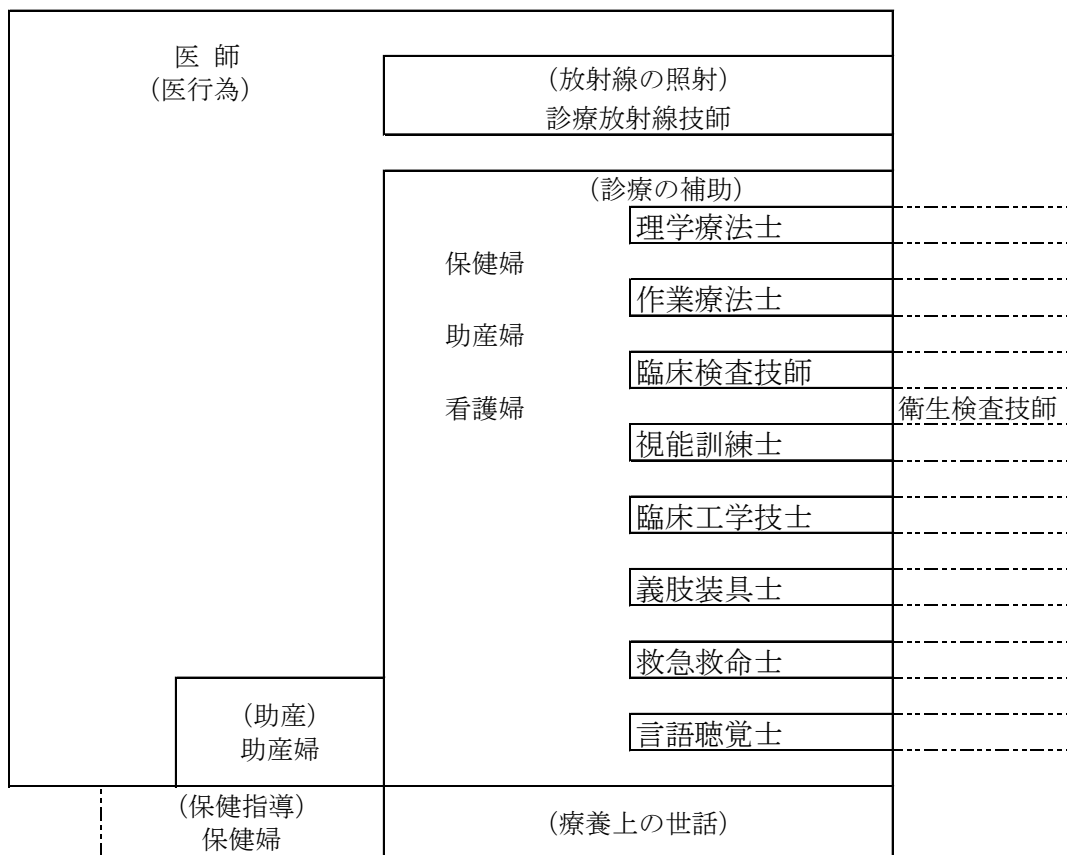 医 師
(医行為)
(放射線の照射)
診療放射線技師
(診療の補助)
理学療法士
保健婦
作業療法士
助産婦
臨床検査技師
看護婦
衛生検査技師
視能訓練士
臨床工学技士
義肢装具士
救急救命士
(助産)
助産婦
言語聴覚士
(保健指導)
保健婦
(療養上の世話)